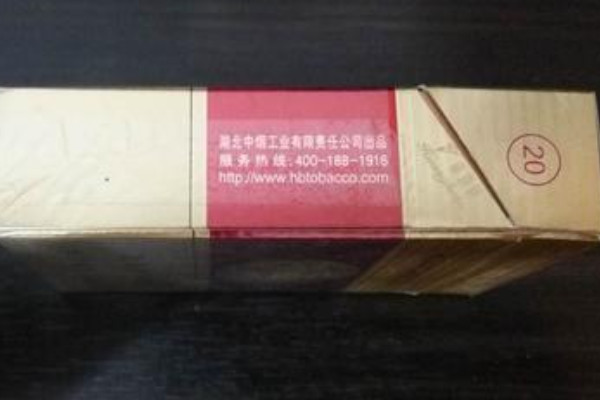 湖北中烟工业有限责任公司出品
服务热线:400-188-1916
http://www.hbtobacco.com
20